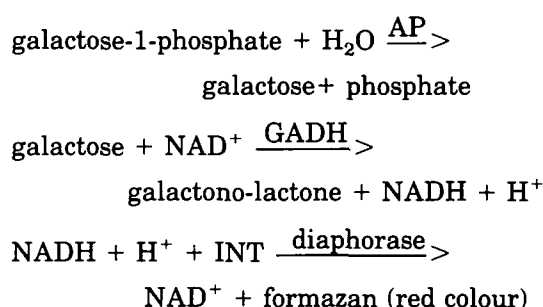 galactose-1-phosphate + H₂O AP >
galactose+ phosphate
galactose + NAD⁺ GADH >
galactono-lactone + NADH + H⁺
NADH + H⁺ + INT diaphorase >
NAD⁺ + formazan (red colour)